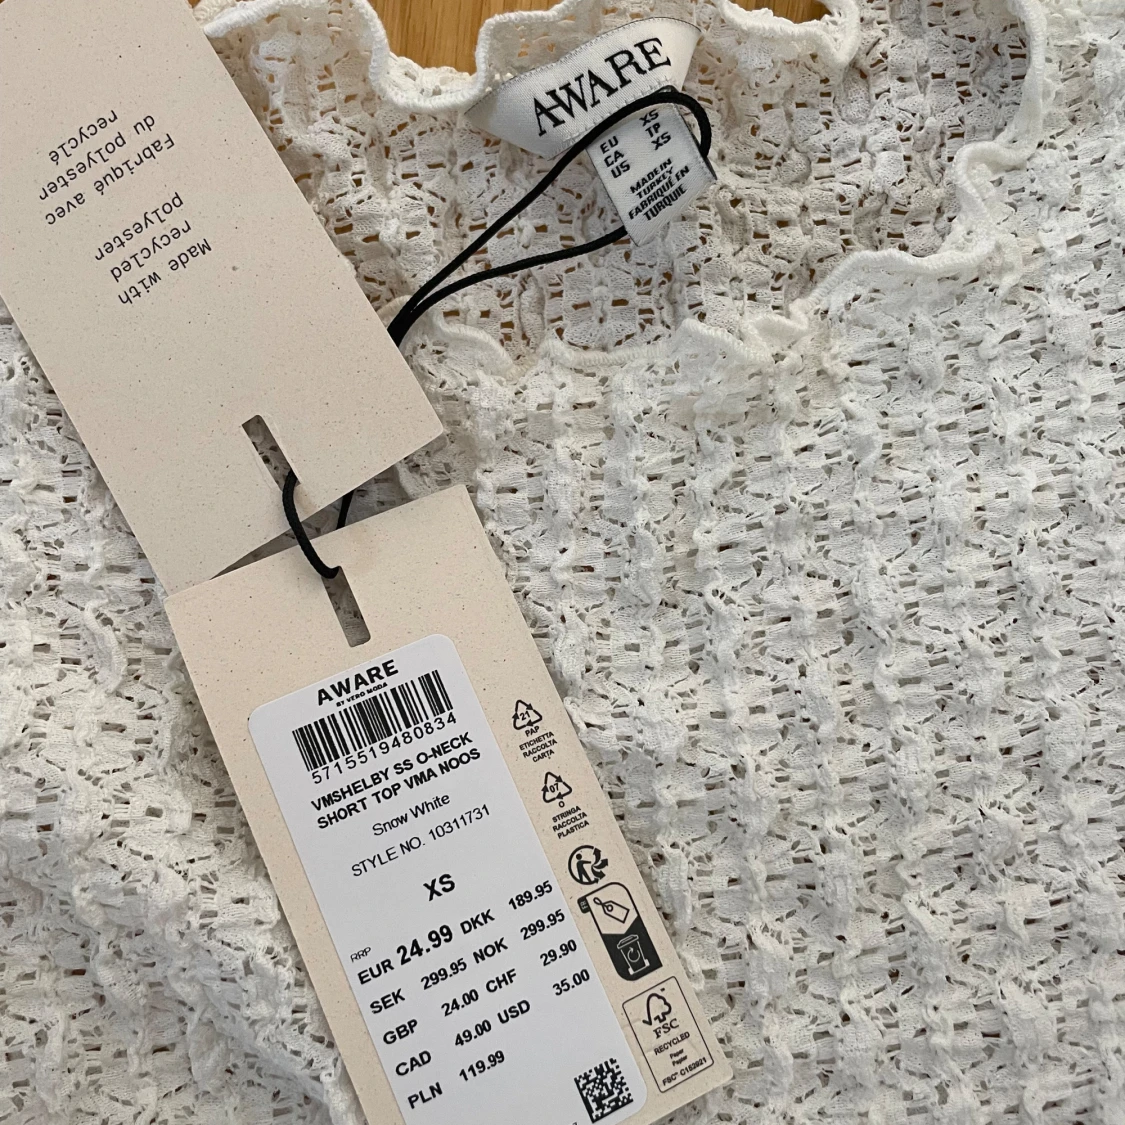 AWARE
EU XS
CA TP
US XS
MADE IN
TURKEY
FABRIQUÉ EN
TURQUIE
Made with
recycled
polyester
Fabriqué avec
du polyester
recyclé
AWARE
BY VERO MODA
5715519480834
VMSHELBY SS O-NECK
SHORT TOP VMA NOOS
Snow White
STYLE NO. 10311731
XS
RRP
EUR 24.99 DKK 189.95
SEK 299.95 NOK 299.95
GBP 24.00 CHF 29.90
CAD 49.00 USD 35.00
PLN 119.99
21
PAP
ETICHETTA
RACCOLTA
CARTA
07
O
STRINGA
RACCOLTA
PLASTICA
FSC
RECYCLED
Paper
Papier
FSC® C152921